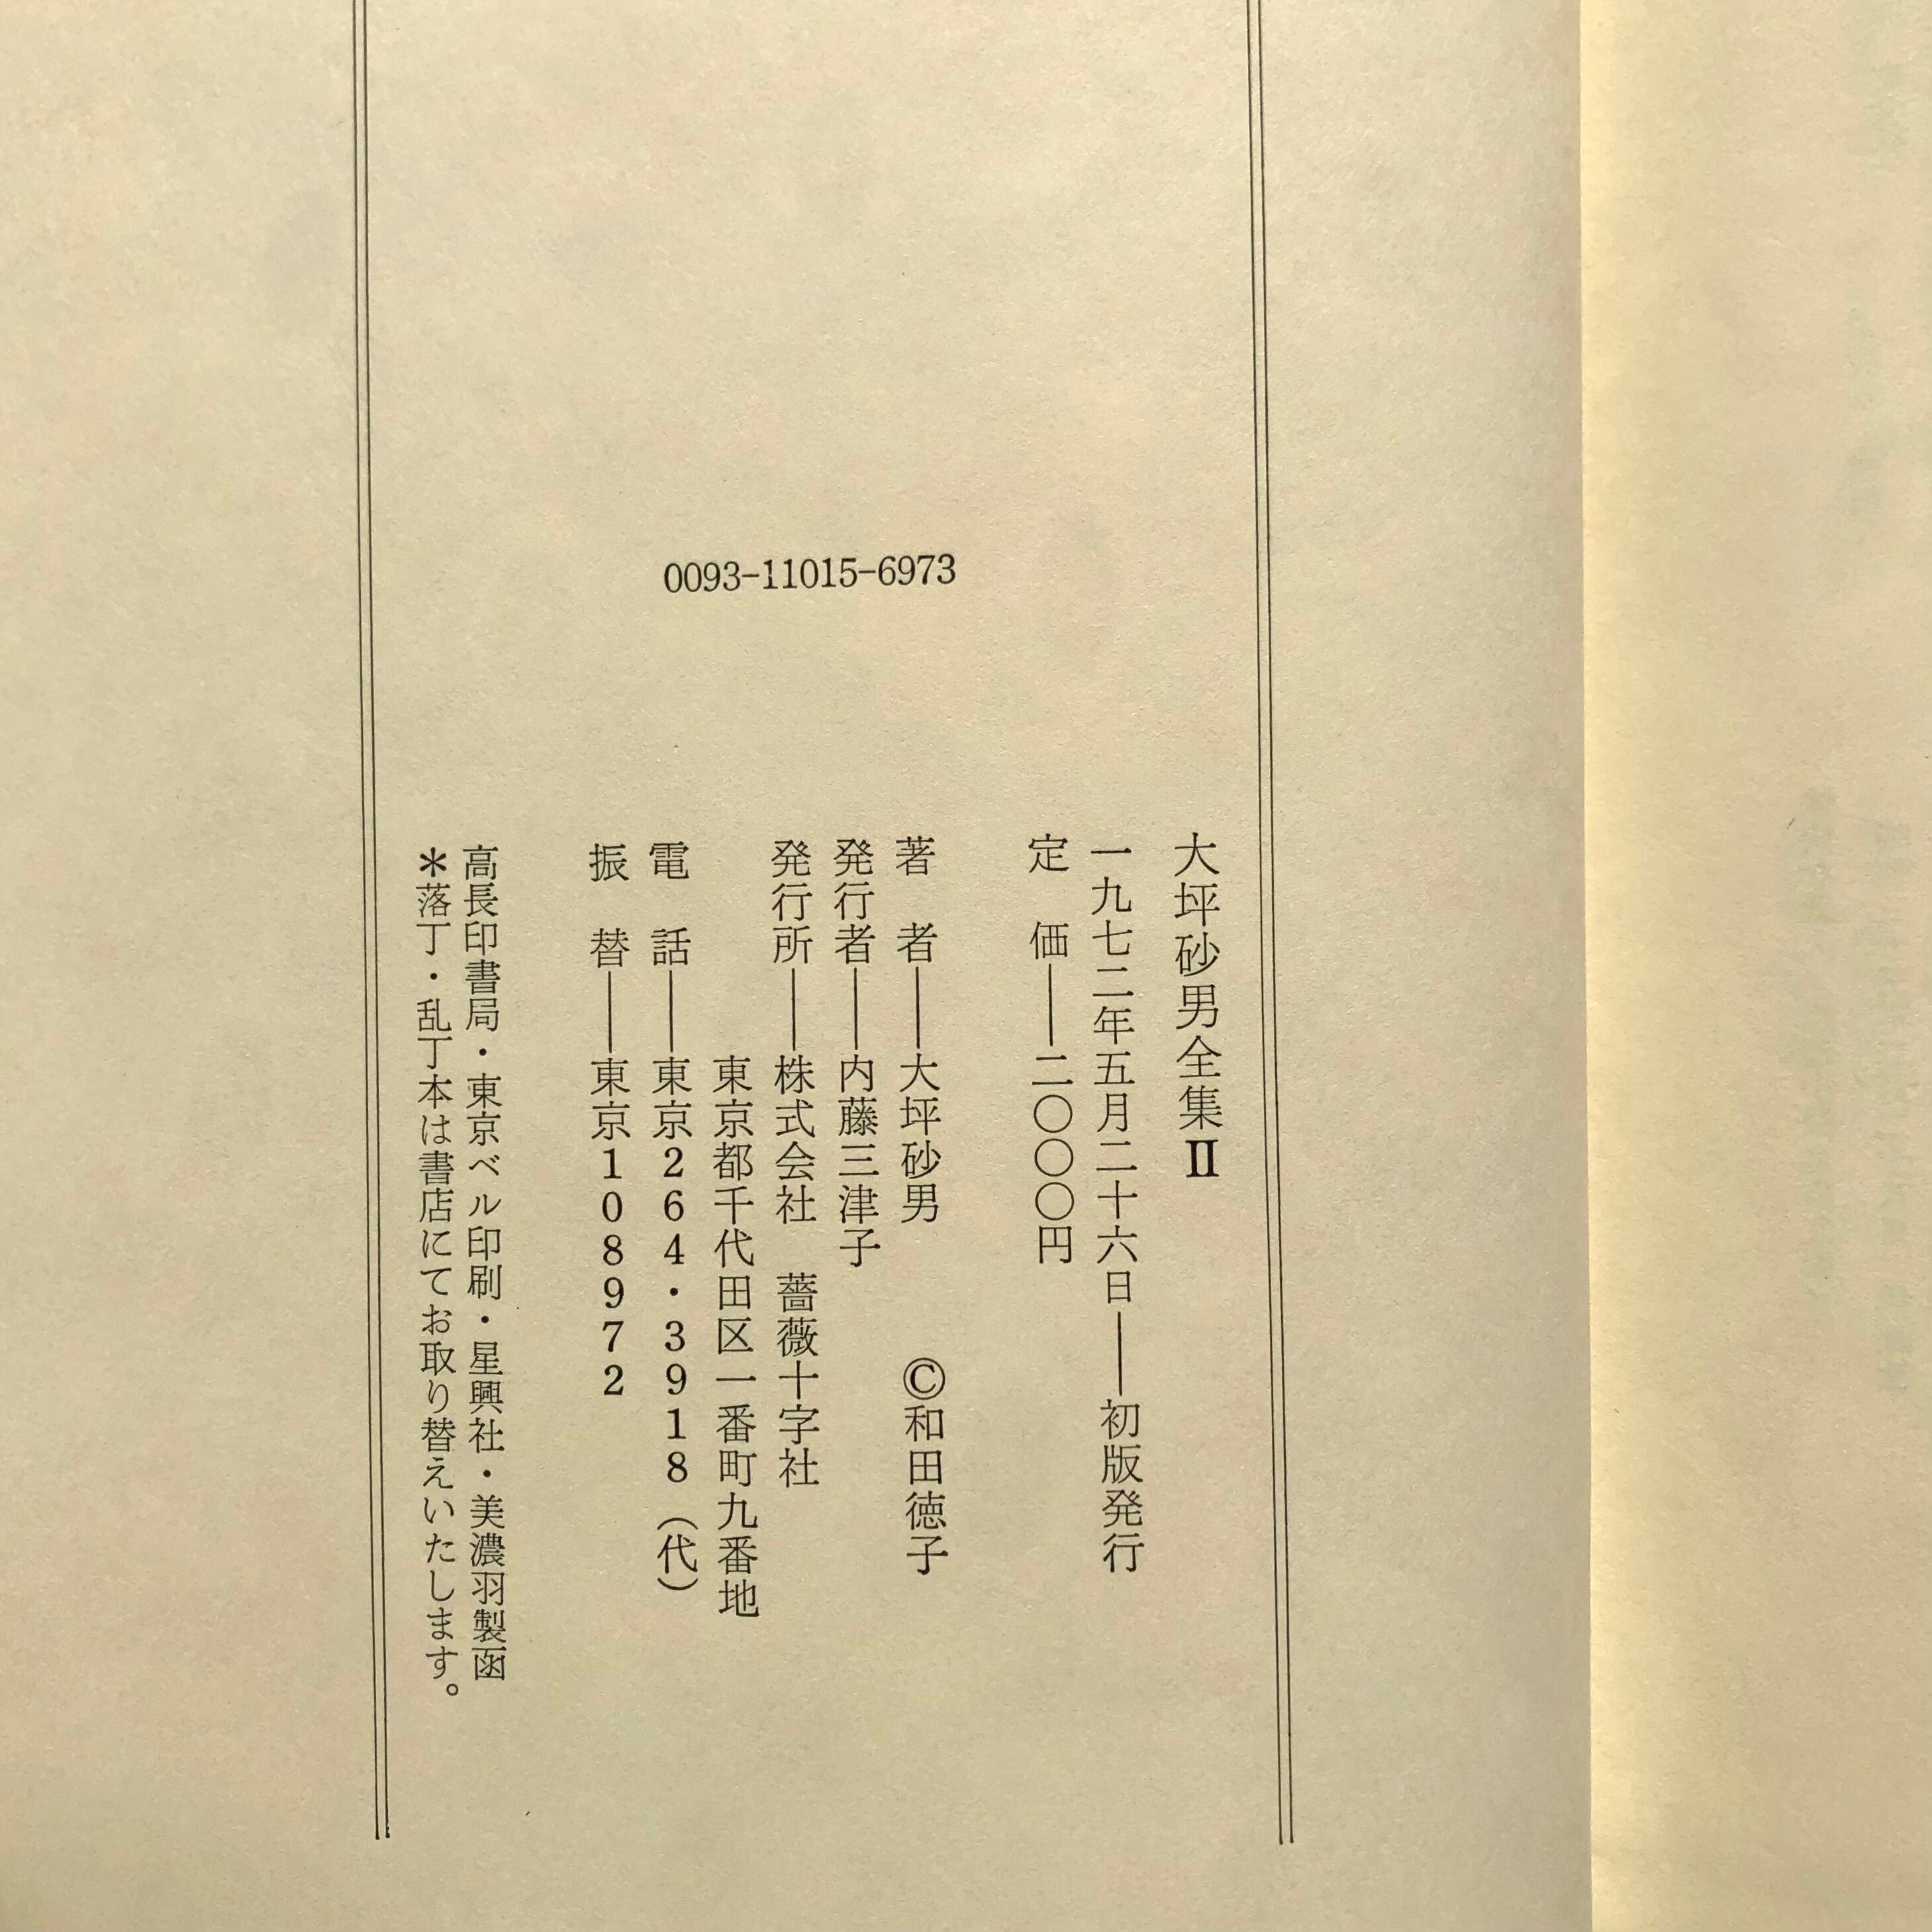 大坪砂男全集Ⅱ
一九七二年五月二十六日──初版発行
定　価──二〇〇〇円
著　者──大坪砂男　　　©和田徳子
発行者──内藤三津子
発行所──株式会社　薔薇十字社
東京都千代田区一番町九番地
電　話──東京264・3918（代）
振　替──東京108972
高長印書局・東京ベル印刷・星興社・美濃羽製函
＊落丁・乱丁本は書店にてお取り替えいたします。
0093-11015-6973